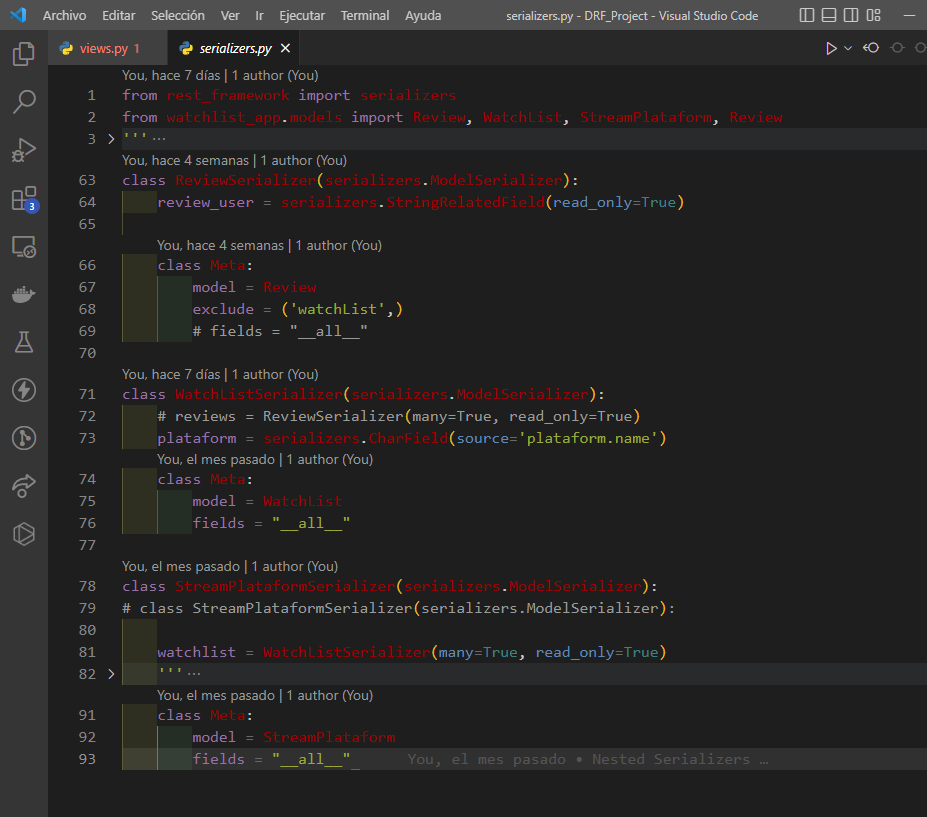 Archivo Editar Selección Ver Ir Ejecutar Terminal Ayuda serializers.py - DRF_Project - Visual Studio Code
views.py 1 serializers.py
You, hace 7 días | 1 author (You)
1 from rest_framework import serializers
2 from watchlist_app.models import Review, WatchList, StreamPlataform, Review
3 ''' ...
You, hace 4 semanas | 1 author (You)
63 class ReviewSerializer(serializers.ModelSerializer):
64 review_user = serializers.StringRelatedField(read_only=True)
65
You, hace 4 semanas | 1 author (You)
66 class Meta:
67 model = Review
68 exclude = ('watchList',)
69 # fields = "__all__"
70
You, hace 7 días | 1 author (You)
71 class WatchListSerializer(serializers.ModelSerializer):
72 # reviews = ReviewSerializer(many=True, read_only=True)
73 plataform = serializers.CharField(source='plataform.name')
You, el mes pasado | 1 author (You)
74 class Meta:
75 model = WatchList
76 fields = "__all__"
77
You, el mes pasado | 1 author (You)
78 class StreamPlataformSerializer(serializers.ModelSerializer):
79 # class StreamPlataformSerializer(serializers.ModelSerializer):
80
81 watchlist = WatchListSerializer(many=True, read_only=True)
82 ''' ...
You, el mes pasado | 1 author (You)
91 class Meta:
92 model = StreamPlataform
93 fields = "__all__" You, el mes pasado • Nested Serializers …
3